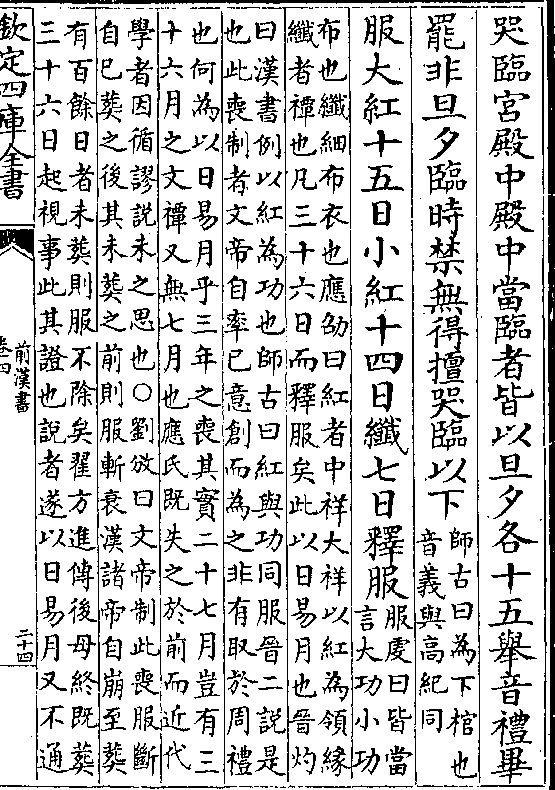 哭臨宮殿中殿中當臨者皆以旦夕各十五舉音禮畢
罷非旦夕臨時禁無得擅哭臨以下
師古曰為下棺也
音義與高紀同
服大紅十五日小紅十四日纖七日釋服
服虔曰皆當
言大功小功
布也纖細布衣也應劭曰紅者中祥大祥以紅為領緣
纖者禫也凡三十六日而釋服矣此以日易月也晉灼
曰漢書例以紅為功也師古曰紅與功同服晉二說是
也此喪制者文帝自率已意創而為之非有取於周禮
也何為以日易月乎三年之喪其實二十七月豈有三
十六月之文禫又無七月也應氏既失之於前而近代
學者因循謬說未之思也○劉攽曰文帝制此喪服斷
自已葬之後其未葬之前則服斬衰漢諸帝自崩至葬
有百餘日者未葬則服不除矣翟方進傳後母終既葬
三十六日起視事此其證也說者遂以日易月又不通
欽定四庫全書
前漢書
卷四
三十四